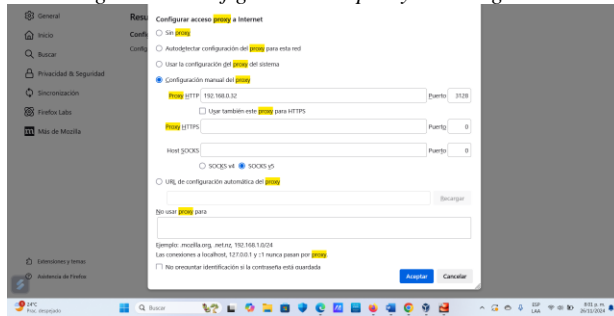 General
Inicio
Buscar
Privacidad & Seguridad
Sincronización
Firefox Labs
Más de Mozilla
Extensiones y temas
Asistencia de Firefox
Configurar acceso proxy a Internet
Sin proxy
Autodetectar configuración del proxy para esta red
Usar la configuración del proxy del sistema
Configuración manual del proxy
Proxy HTTP 192.168.0.32 Puerto 3128
Usar también este proxy para HTTPS
Proxy HTTPS Puerto 0
Host SOCKS Puerto 0
SOCKS v4 SOCKS v5
URL de configuración automática del proxy
Recargar
No usar proxy para
Ejemplo: .mozilla.org, .net.nz, 192.168.1.0/24
Las conexiones a localhost, 127.0.0.1 y ::1 nunca pasan por proxy.
No preguntar identificación si la contraseña está guardada
Aceptar Cancelar
24°C
Buscar
ESP
LAA